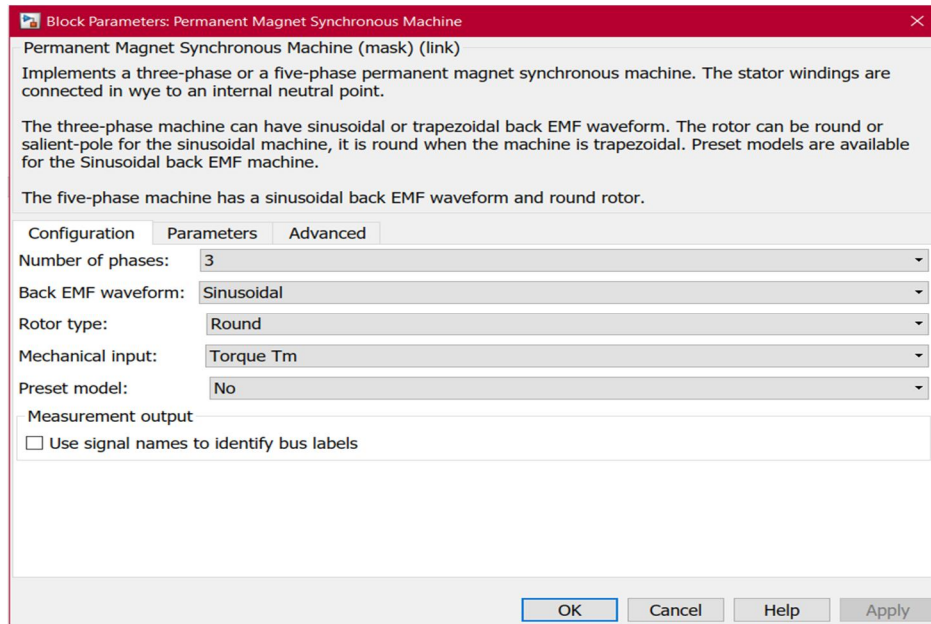 Block Parameters: Permanent Magnet Synchronous Machine
Permanent Magnet Synchronous Machine (mask) (link)
Implements a three-phase or a five-phase permanent magnet synchronous machine. The stator windings are
connected in wye to an internal neutral point.
The three-phase machine can have sinusoidal or trapezoidal back EMF waveform. The rotor can be round or
salient-pole for the sinusoidal machine, it is round when the machine is trapezoidal. Preset models are available
for the Sinusoidal back EMF machine.
The five-phase machine has a sinusoidal back EMF waveform and round rotor.
Configuration Parameters Advanced
Number of phases: 3
Back EMF waveform: Sinusoidal
Rotor type: Round
Mechanical input: Torque Tm
Preset model: No
Measurement output
Use signal names to identify bus labels
OK Cancel Help Apply